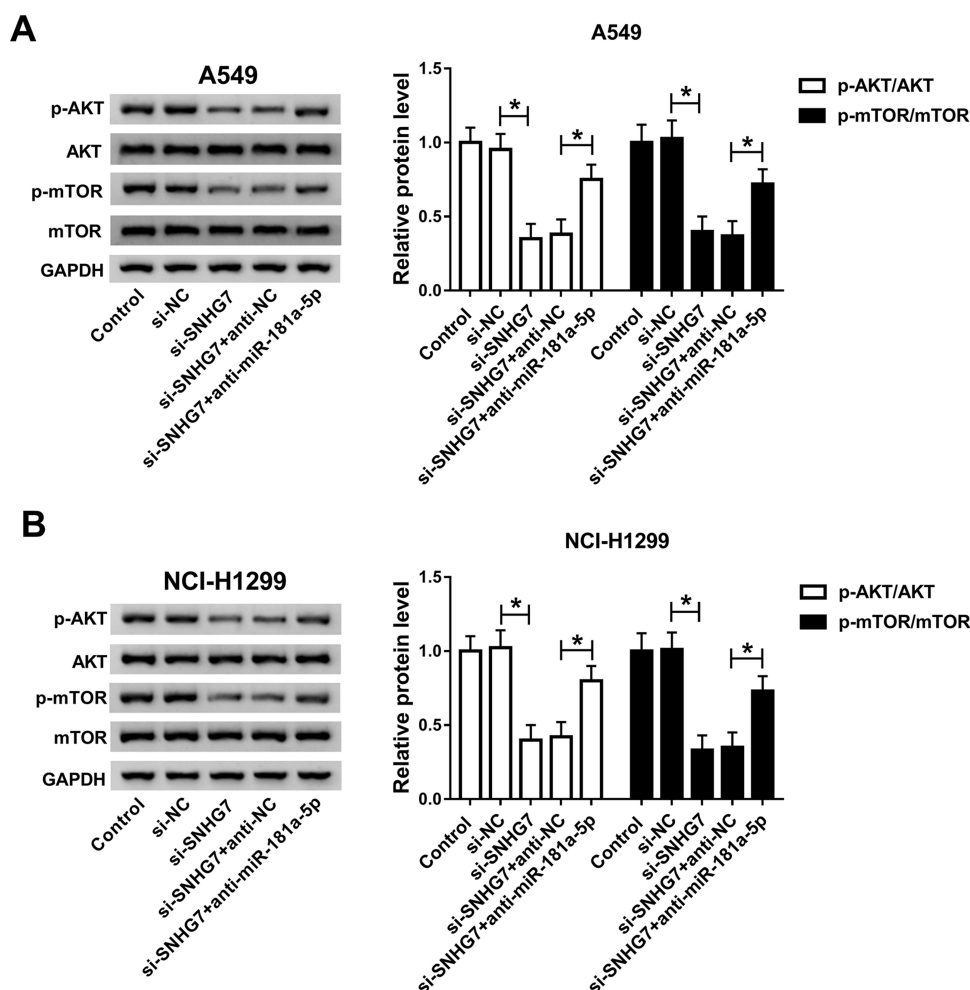 A
A549
p-AKT
AKT
p-mTOR
mTOR
GAPDH
Control
si-NC
si-SNHG7
si-SNHG7+anti-NC
si-SNHG7+anti-miR-181a-5p
A549
Relative protein level
1.5
1.0
0.5
0.0
* * * *
Control
si-NC
si-SNHG7
si-SNHG7+anti-NC
si-SNHG7+anti-miR-181a-5p
Control
si-NC
si-SNHG7
si-SNHG7+anti-NC
si-SNHG7+anti-miR-181a-5p
p-AKT/AKT
p-mTOR/mTOR
B
NCI-H1299
p-AKT
AKT
p-mTOR
mTOR
GAPDH
Control
si-NC
si-SNHG7
si-SNHG7+anti-NC
si-SNHG7+anti-miR-181a-5p
NCI-H1299
Relative protein level
1.5
1.0
0.5
0.0
* * * *
Control
si-NC
si-SNHG7
si-SNHG7+anti-NC
si-SNHG7+anti-miR-181a-5p
Control
si-NC
si-SNHG7
si-SNHG7+anti-NC
si-SNHG7+anti-miR-181a-5p
p-AKT/AKT
p-mTOR/mTOR